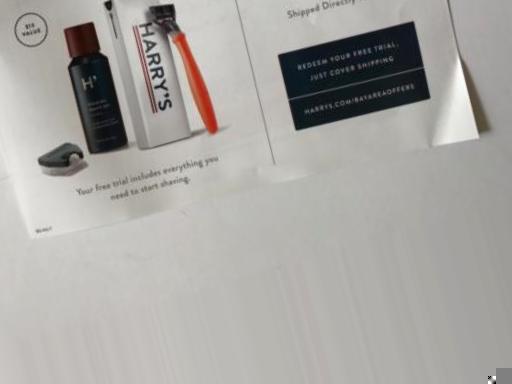 $13
VALUE
H'
HARRY'S
Your free trial includes everything you
need to start shaving.
Shipped Directly
REDEEM YOUR FREE TRIAL,
JUST COVER SHIPPING
HARRYS.COM/BAYAREAOFFERS